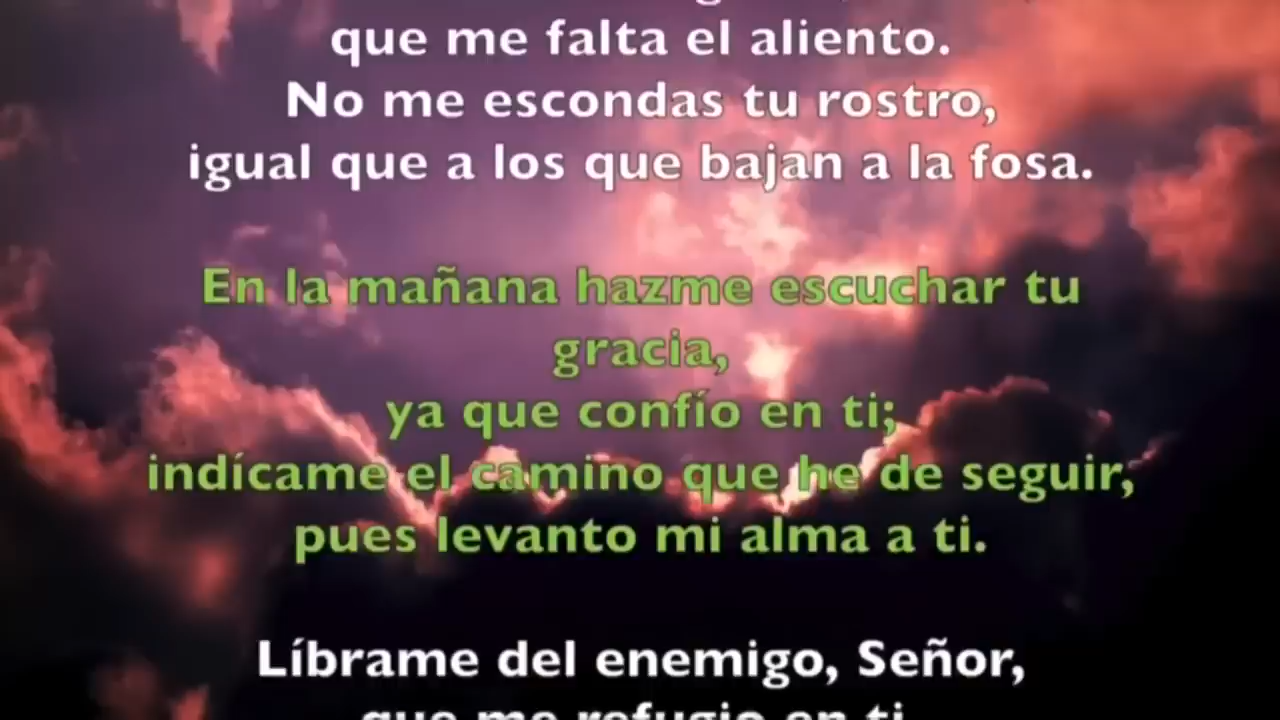 que me falta el aliento.
No me escondas tu rostro,
igual que a los que bajan a la fosa.
En la mañana hazme escuchar tu
gracia,
ya que confío en ti;
indícame el camino que he de seguir,
pues levanto mi alma a ti.
Líbrame del enemigo, Señor,
que me refugio en ti